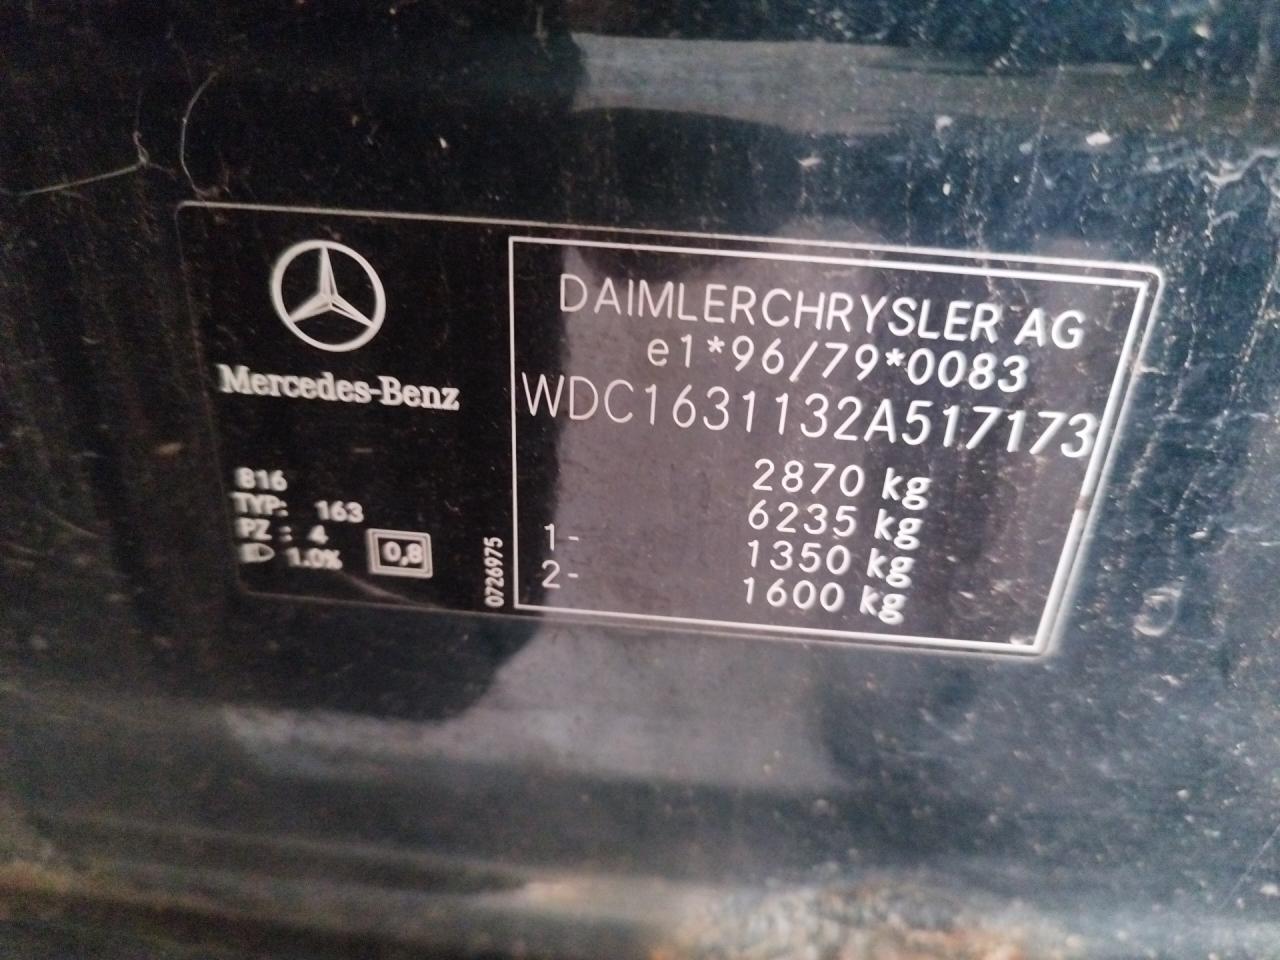 Mercedes-Benz
B16
TYP: 163
PZ : 4
1.0%
0,8
0726975
DAIMLERCHRYSLER AG
e1*96/79*0083
WDC1631132A517173
2870 kg
6235 kg
1- 1350 kg
2- 1600 kg